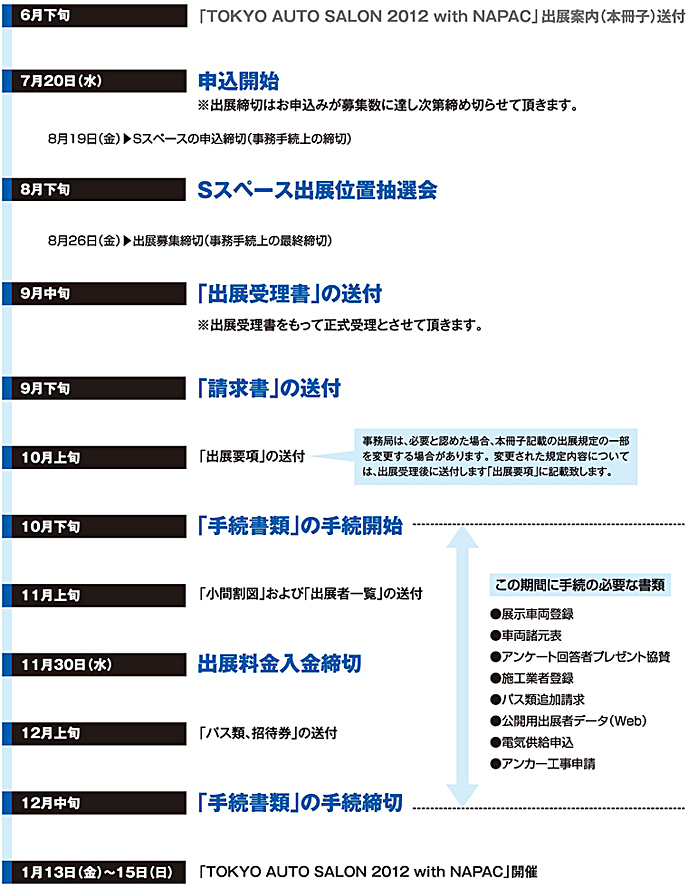 6月下旬
「TOKYO AUTO SALON 2012 with NAPAC」出展案内(本冊子)送付
7月20日(水)
申込開始
※出展締切はお申込みが募集数に達し次第締め切らせて頂きます。
8月19日(金)▶Sスペースの申込締切(事務手続上の締切)
8月下旬
Sスペース出展位置抽選会
8月26日(金)▶出展募集締切(事務手続上の最終締切)
9月中旬
「出展受理書」の送付
※出展受理書をもって正式受理とさせて頂きます。
9月下旬
「請求書」の送付
10月上旬
「出展要項」の送付
事務局は、必要と認めた場合、本冊子記載の出展規定の一部
を変更する場合があります。変更された規定内容について
は、出展受理後に送付します「出展要項」に記載致します。
10月下旬
「手続書類」の手続開始
11月上旬
「小間割図」および「出展者一覧」の送付
11月30日(水)
出展料金入金締切
12月上旬
「パス類、招待券」の送付
12月中旬
「手続書類」の手続締切
この期間に手続の必要な書類
●展示車両登録
●車両諸元表
●アンケート回答者プレゼント協賛
●施工業者登録
●パス類追加請求
●公開用出展者データ(Web)
●電気供給申込
●アンカー工事申請
1月13日(金)~15日(日)
「TOKYO AUTO SALON 2012 with NAPAC」開催